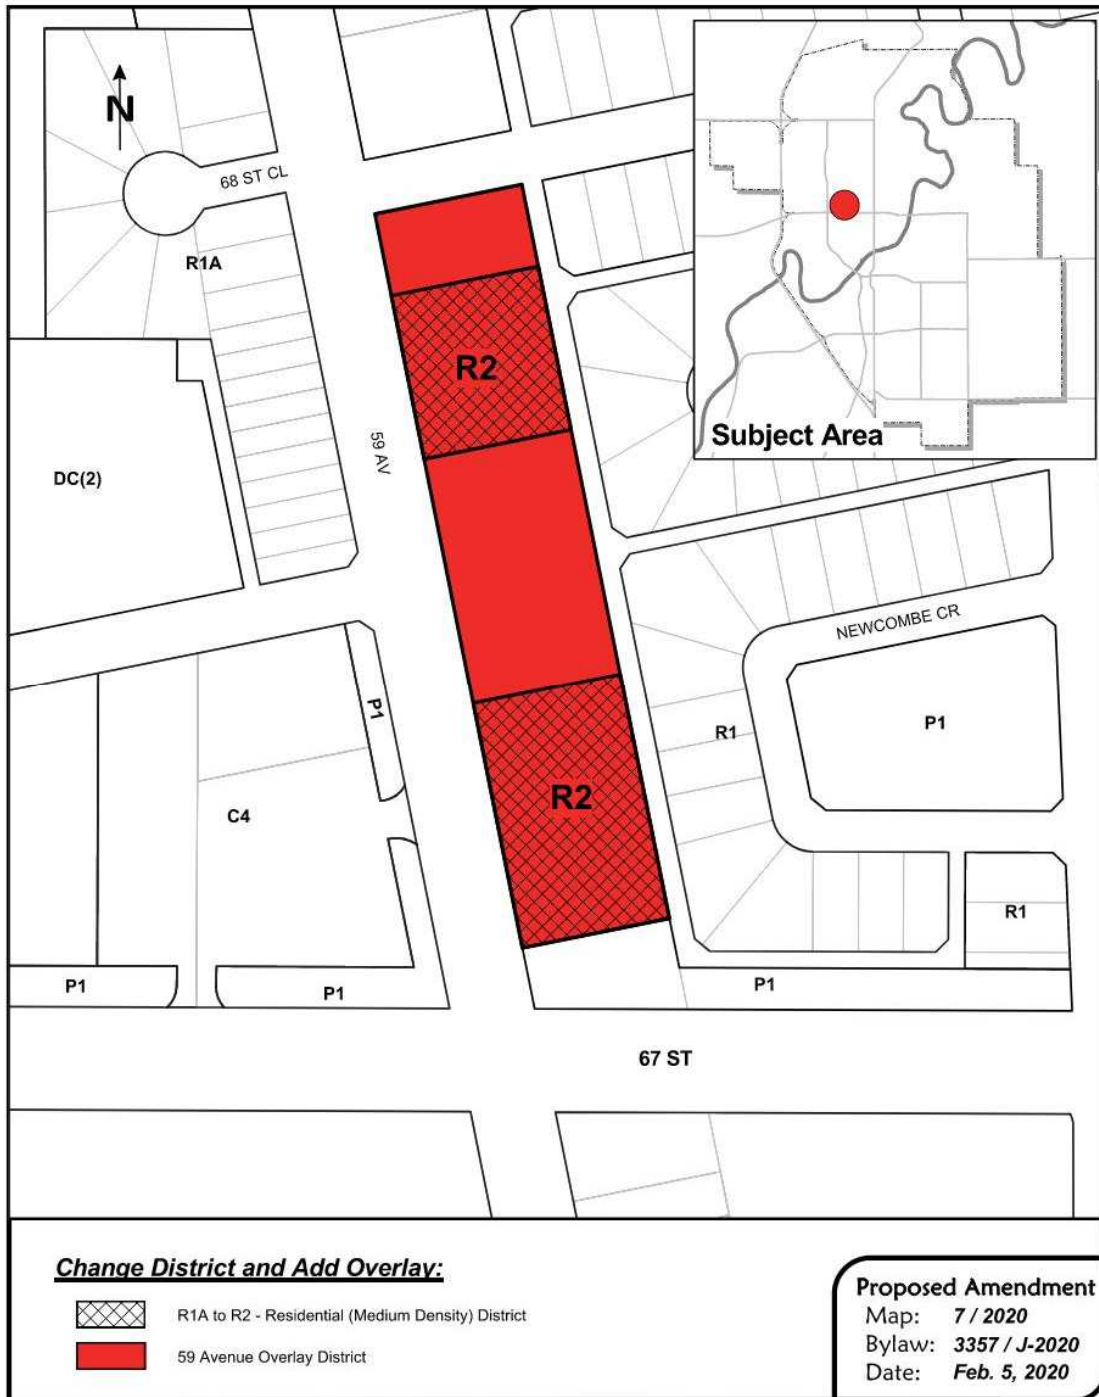 N
68 ST CL
R1A
R2
Subject Area
59 AV
DC(2)
NEWCOMBE CR
P1
R1
P1
C4
R2
R1
P1
P1
P1
67 ST
Change District and Add Overlay:
R1A to R2 - Residential (Medium Density) District
59 Avenue Overlay District
Proposed Amendment
Map: 7 / 2020
Bylaw: 3357 / J-2020
Date: Feb. 5, 2020